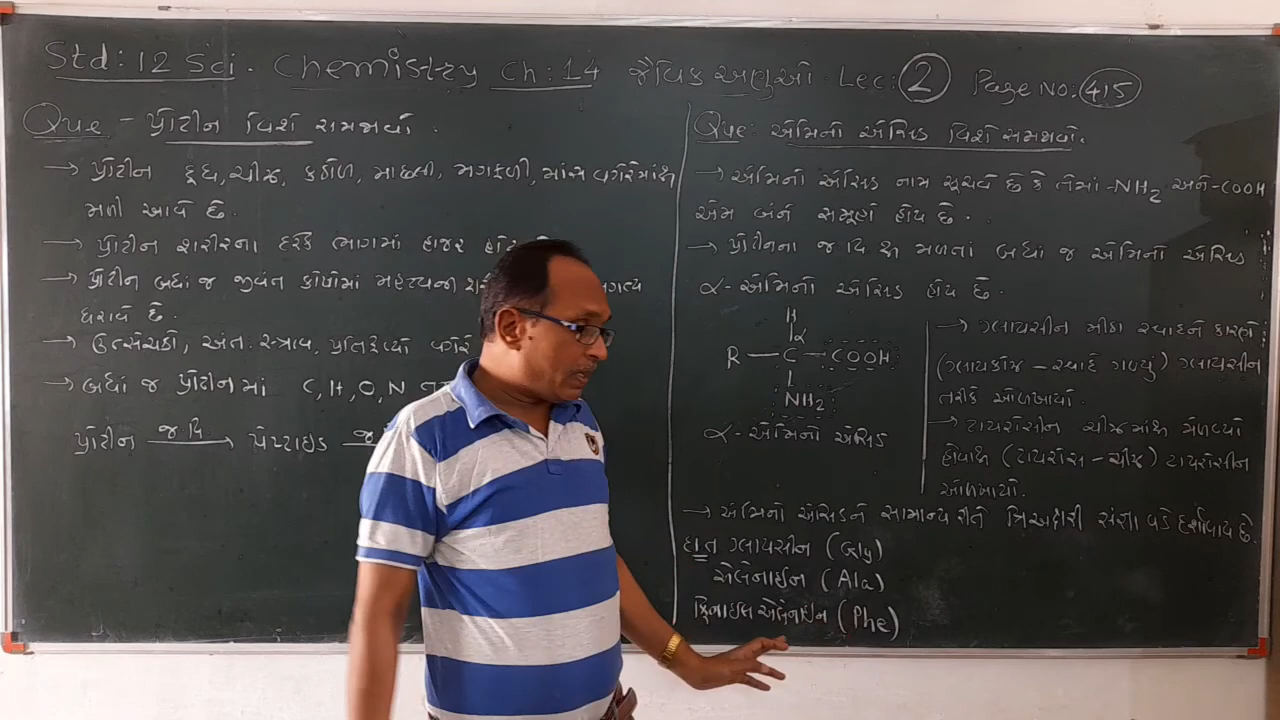 Std: 12 Sci. Chemistry Ch: 14 જૈવિક અણુઓ Lec: 2 Page No. 415
Que - પ્રોટીન વિશે સમજાવો.
→ પ્રોટીન દૂધ, ચીઝ, કઠોળ, માછલી, મગફળી, માંસ વગેરેમાંથી
મળી આવે છે.
→ પ્રોટીન શરીરના દરેક ભાગમાં હાજર
→ પ્રોટીન બધાં જ જીવંત કોષોમાં મહત્ત્વની
ધરાવે છે.
→ ઉત્સેચકો, અંતઃસ્ત્રાવ, પ્રતિદ્રવ્યો વગેરે
→ બધાં જ પ્રોટીનમાં C, H, O, N
પ્રોટીન જ વિ → પેપ્ટાઇડ જ
Que: એમિનો એસિડ વિશે સમજાવો.
→ એમિનો એસિડ નામ સૂચવે છે કે તેમાં -NH₂ અને -COOH
એમ બંને સમૂહો હોય છે.
→ પ્રોટીનના જ વિ થી મળતાં બધાં જ એમિનો એસિડ
α- એમિનો એસિડ હોય છે.
H
α
R — C — COOH
NH₂
α- એમિનો એસિડ
→ ગ્લાયસીન મીઠા સ્વાદને કારણે
(ગ્લાયકોઝ - સ્વાદે ગળ્યું) ગ્લાયસીન
તરીકે ઓળખાયો.
→ ટાયરોસીન ચીઝમાંથી મેળવ્યો
હોવાથી (ટાયરોસ - ચીઝ) ટાયરોસીન
ઓળખાયો.
→ એમિનો એસિડને સામાન્ય રીતે ત્રિઅક્ષરી સંજ્ઞા વડે દર્શાવાય છે.
દા.ત ગ્લાયસીન (Gly)
એલેનાઈન (Ala)
ફિનાઇલ એલેનાઇન (Phe)